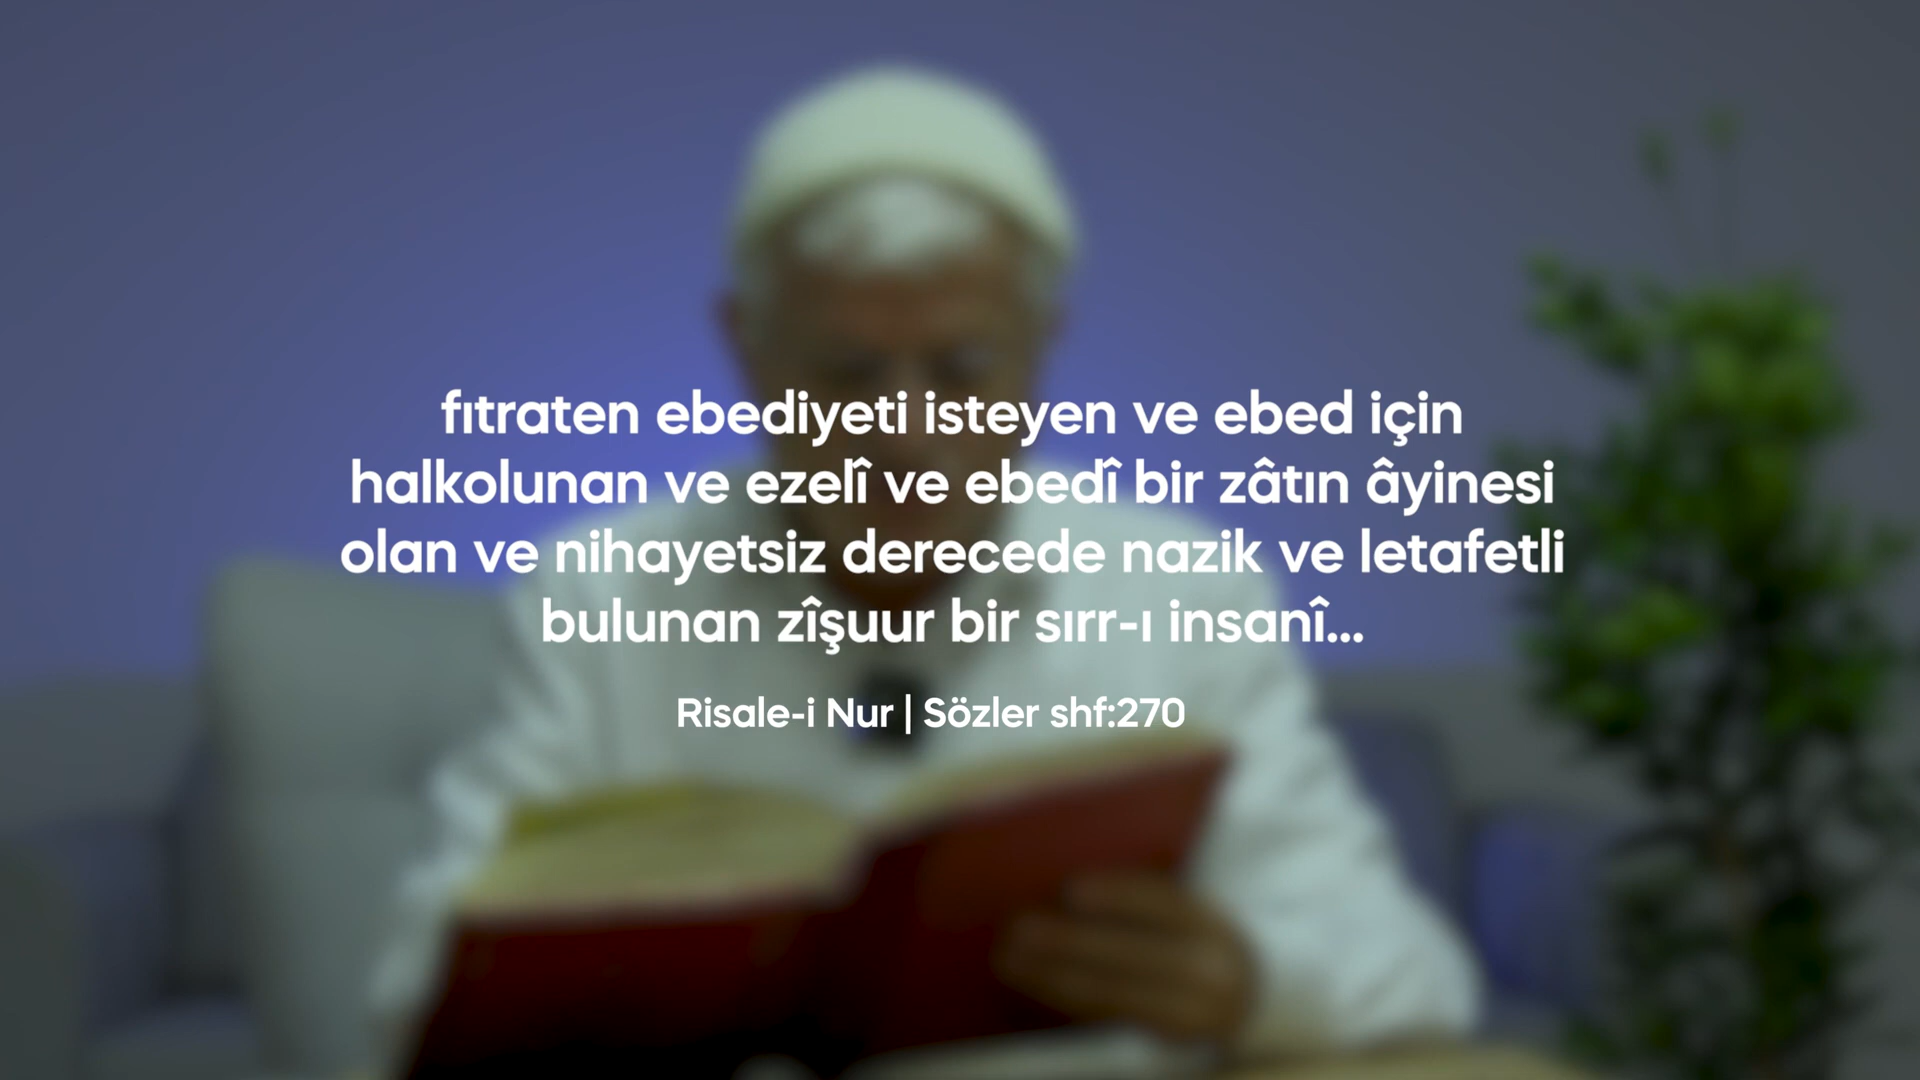 fıtraten ebediyeti isteyen ve ebed için
halkolunan ve ezelî ve ebedî bir zâtın âyinesi
olan ve nihayetsiz derecede nazik ve letafetli
bulunan zîşuur bir sırr-ı insanî...
Risale-i Nur | Sözler shf:270